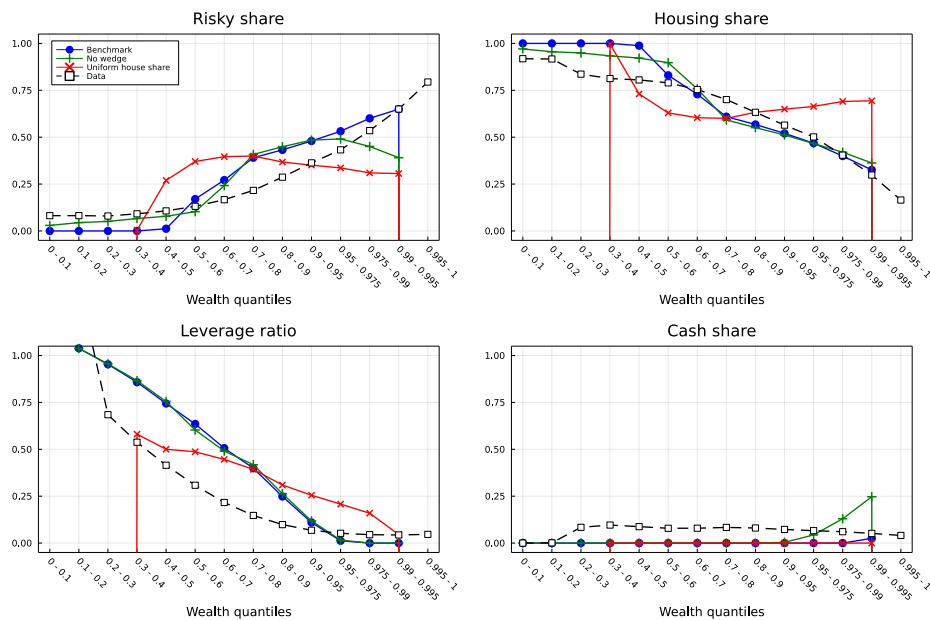 Risky share
1.00
0.75
0.50
0.25
0.00
Benchmark
No wedge
Uniform house share
Data
0 - 0.1
0.1 - 0.2
0.2 - 0.3
0.3 - 0.4
0.4 - 0.5
0.5 - 0.6
0.6 - 0.7
0.7 - 0.8
0.8 - 0.9
0.9 - 0.95
0.95 - 0.975
0.975 - 0.99
0.99 - 0.995
0.995 - 1
Wealth quantiles
Housing share
1.00
0.75
0.50
0.25
0.00
0 - 0.1
0.1 - 0.2
0.2 - 0.3
0.3 - 0.4
0.4 - 0.5
0.5 - 0.6
0.6 - 0.7
0.7 - 0.8
0.8 - 0.9
0.9 - 0.95
0.95 - 0.975
0.975 - 0.99
0.99 - 0.995
0.995 - 1
Wealth quantiles
Leverage ratio
1.00
0.75
0.50
0.25
0.00
0 - 0.1
0.1 - 0.2
0.2 - 0.3
0.3 - 0.4
0.4 - 0.5
0.5 - 0.6
0.6 - 0.7
0.7 - 0.8
0.8 - 0.9
0.9 - 0.95
0.95 - 0.975
0.975 - 0.99
0.99 - 0.995
0.995 - 1
Wealth quantiles
Cash share
1.00
0.75
0.50
0.25
0.00
0 - 0.1
0.1 - 0.2
0.2 - 0.3
0.3 - 0.4
0.4 - 0.5
0.5 - 0.6
0.6 - 0.7
0.7 - 0.8
0.8 - 0.9
0.9 - 0.95
0.95 - 0.975
0.975 - 0.99
0.99 - 0.995
0.995 - 1
Wealth quantiles